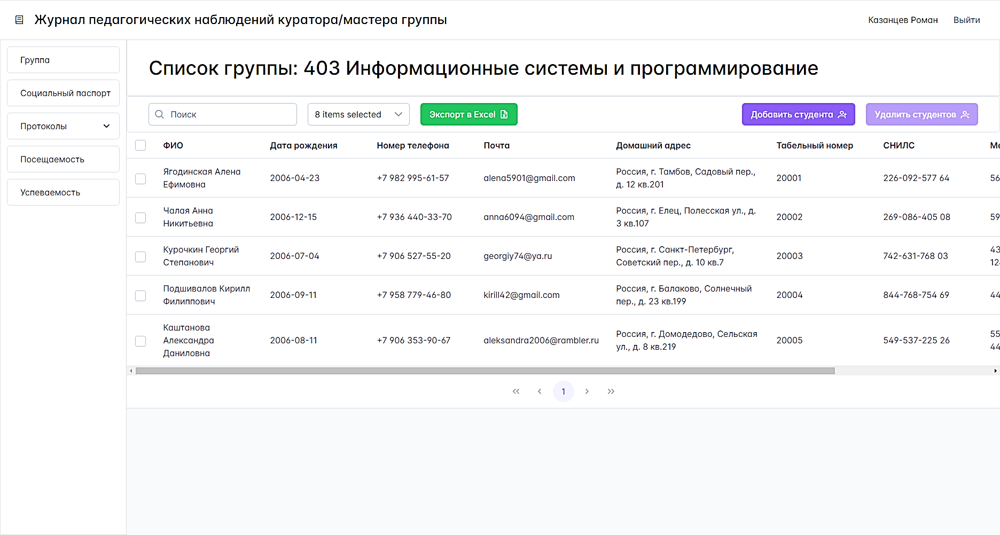 Журнал педагогических наблюдений куратора/мастера группы
Казанцев Роман
Выйти
Группа
Социальный паспорт
Протоколы
Посещаемость
Успеваемость
Список группы: 403 Информационные системы и программирование
Поиск
8 items selected
Экспорт в Excel
Добавить студента
Удалить студентов
ФИО Дата рождения Номер телефона Почта Домашний адрес Табельный номер СНИЛС
Ягодинская Алена
Ефимовна
2006-04-23
+7 982 995-61-57
alena5901@gmail.com
Россия, г. Тамбов, Садовый пер.,
д. 12 кв.201
20001
226-092-577 64
56
Чалая Анна
Никитьевна
2006-12-15
+7 936 440-33-70
anna6094@gmail.com
Россия, г. Елец, Полесская ул., д.
3 кв.107
20002
269-086-405 08
59
Курочкин Георгий
Степанович
2006-07-04
+7 906 527-55-20
georgiy74@ya.ru
Россия, г. Санкт-Петербург,
Советский пер., д. 10 кв.7
20003
742-631-768 03
43
Подшивалов Кирилл
Филиппович
2006-09-11
+7 958 779-46-80
kirill42@gmail.com
Россия, г. Балаково, Солнечный
пер., д. 23 кв.199
20004
844-768-754 69
44
Каштанова
Александра
Даниловна
2006-08-11
+7 906 353-90-67
aleksandra2006@rambler.ru
Россия, г. Домодедово, Сельская
ул., д. 8 кв.219
20005
549-537-225 26
55
44
1